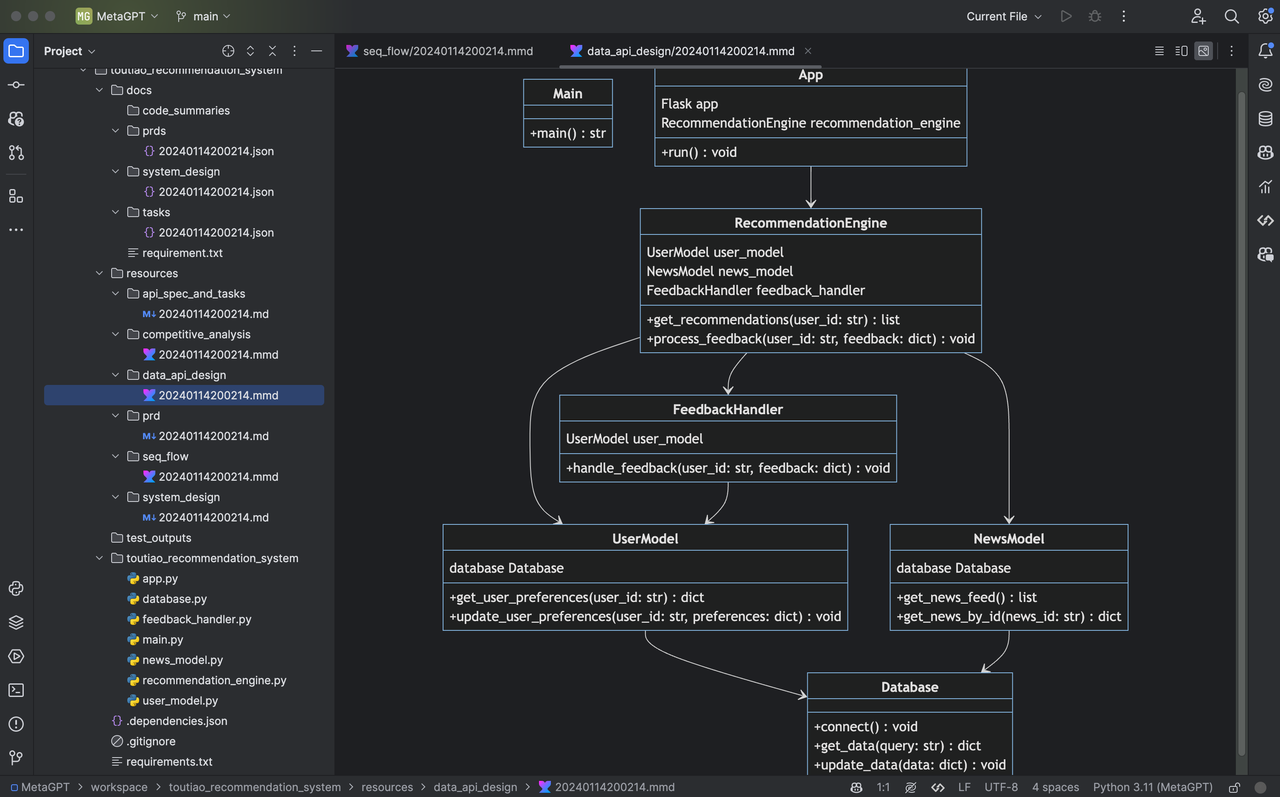 MG MetaGPT
main
Current File
Project
toutiao_recommendation_system
docs
code_summaries
prds
{} 20240114200214.json
system_design
{} 20240114200214.json
tasks
{} 20240114200214.json
requirement.txt
resources
api_spec_and_tasks
M↓ 20240114200214.md
competitive_analysis
20240114200214.mmd
data_api_design
20240114200214.mmd
prd
M↓ 20240114200214.md
seq_flow
20240114200214.mmd
system_design
M↓ 20240114200214.md
test_outputs
toutiao_recommendation_system
app.py
database.py
feedback_handler.py
main.py
news_model.py
recommendation_engine.py
user_model.py
{} .dependencies.json
.gitignore
requirements.txt
seq_flow/20240114200214.mmd
data_api_design/20240114200214.mmd
Main
+main() : str
App
Flask app
RecommendationEngine recommendation_engine
+run() : void
RecommendationEngine
UserModel user_model
NewsModel news_model
FeedbackHandler feedback_handler
+get_recommendations(user_id: str) : list
+process_feedback(user_id: str, feedback: dict) : void
FeedbackHandler
UserModel user_model
+handle_feedback(user_id: str, feedback: dict) : void
UserModel
database Database
+get_user_preferences(user_id: str) : dict
+update_user_preferences(user_id: str, preferences: dict) : void
NewsModel
database Database
+get_news_feed() : list
+get_news_by_id(news_id: str) : dict
Database
+connect() : void
+get_data(query: str) : dict
+update_data(data: dict) : void
MetaGPT > workspace > toutiao_recommendation_system > resources > data_api_design > 20240114200214.mmd
1:1
LF
UTF-8
4 spaces
Python 3.11 (MetaGPT)